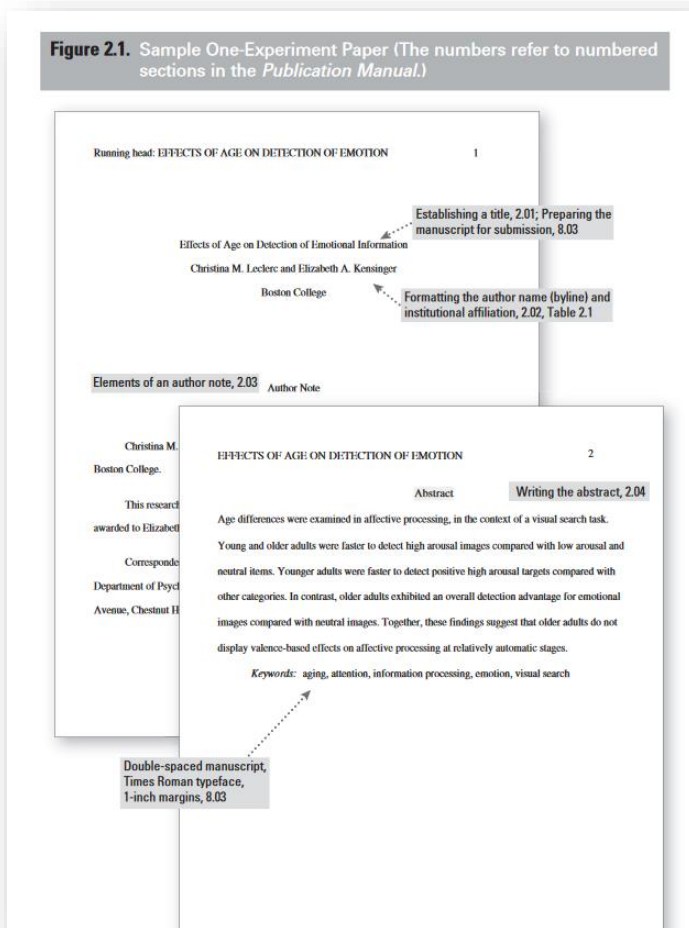 Figure 2.1. Sample One-Experiment Paper (The numbers refer to numbered
sections in the Publication Manual.)
Running head: EFFECTS OF AGE ON DETECTION OF EMOTION 1
Establishing a title, 2.01; Preparing the
manuscript for submission, 8.03
Effects of Age on Detection of Emotional Information
Christina M. Leclerc and Elizabeth A. Kensinger
Boston College
Formatting the author name (byline) and
institutional affiliation, 2.02, Table 2.1
Elements of an author note, 2.03
Author Note
Christina M.
Boston College.
This research
awarded to Elizabeth
Corresponde
Department of Psych
Avenue, Chestnut H
EFFECTS OF AGE ON DETECTION OF EMOTION 2
Abstract
Writing the abstract, 2.04
Age differences were examined in affective processing, in the context of a visual search task.
Young and older adults were faster to detect high arousal images compared with low arousal and
neutral items. Younger adults were faster to detect positive high arousal targets compared with
other categories. In contrast, older adults exhibited an overall detection advantage for emotional
images compared with neutral images. Together, these findings suggest that older adults do not
display valence-based effects on affective processing at relatively automatic stages.
Keywords: aging, attention, information processing, emotion, visual search
Double-spaced manuscript,
Times Roman typeface,
1-inch margins, 8.03